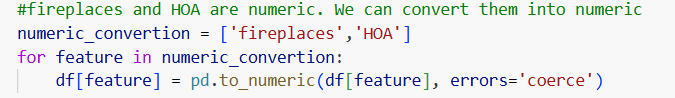 #fireplaces and HOA are numeric. We can convert them into numeric
numeric_convertion = ['fireplaces','HOA']
for feature in numeric_convertion:
    df[feature] = pd.to_numeric(df[feature], errors='coerce')